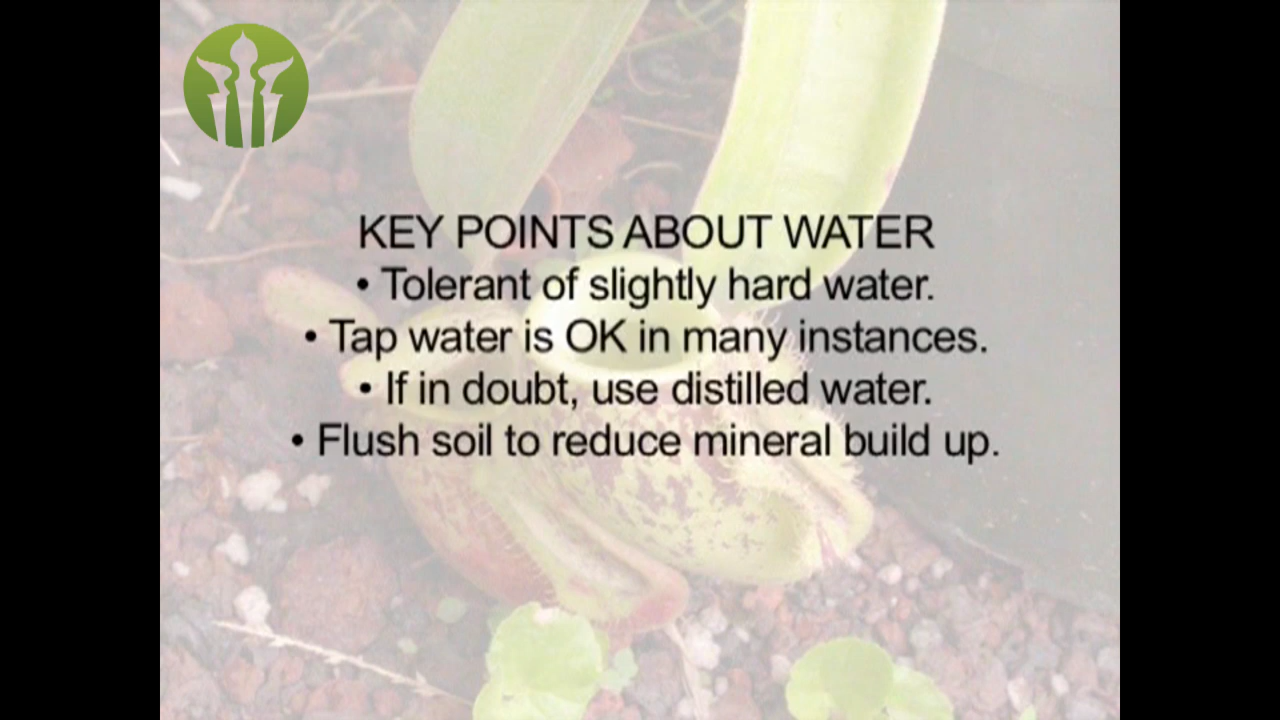 KEY POINTS ABOUT WATER
• Tolerant of slightly hard water.
• Tap water is OK in many instances.
• If in doubt, use distilled water.
• Flush soil to reduce mineral build up.